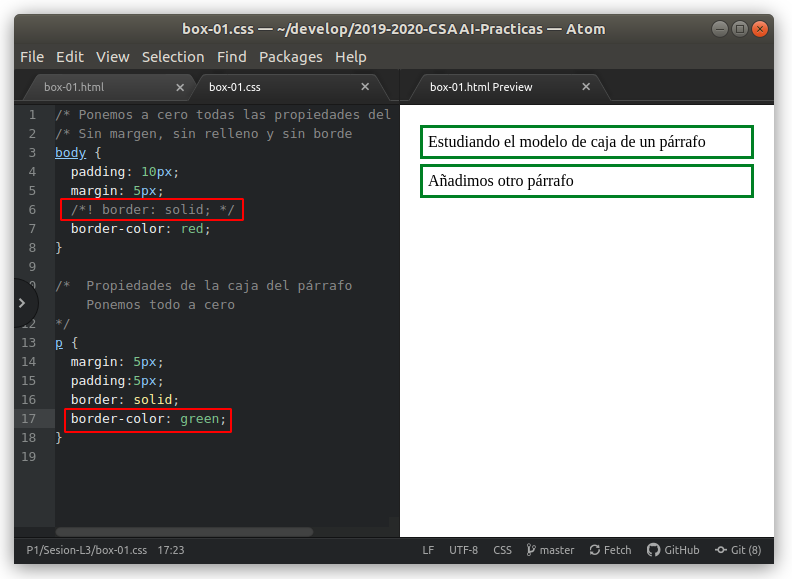 box-01.css — ~/develop/2019-2020-CSAAI-Practicas — Atom
File Edit View Selection Find Packages Help
box-01.html
box-01.css
box-01.html Preview
1 /* Ponemos a cero todas las propiedades del
2 /* Sin margen, sin relleno y sin borde
3 body {
4 padding: 10px;
5 margin: 5px;
6 /*! border: solid; */
7 border-color: red;
8 }
9
0 /* Propiedades de la caja del párrafo
Ponemos todo a cero
12 */
13 p {
14 margin: 5px;
15 padding:5px;
16 border: solid;
17 border-color: green;
18 }
19
Estudiando el modelo de caja de un párrafo
Añadimos otro párrafo
P1/Sesion-L3/box-01.css 17:23 LF UTF-8 CSS master Fetch GitHub Git (8)